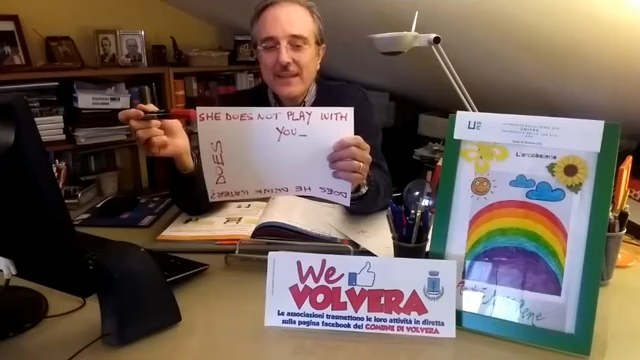 SHE DOES NOT PLAY WITH
YOU_
DOES
DOES HE DRINK WATER?
We
VOLVERA
Le associazioni trasmettono le loro attività in diretta
sulla pagina facebook del COMUNE DI VOLVERA
L'arcobaleno